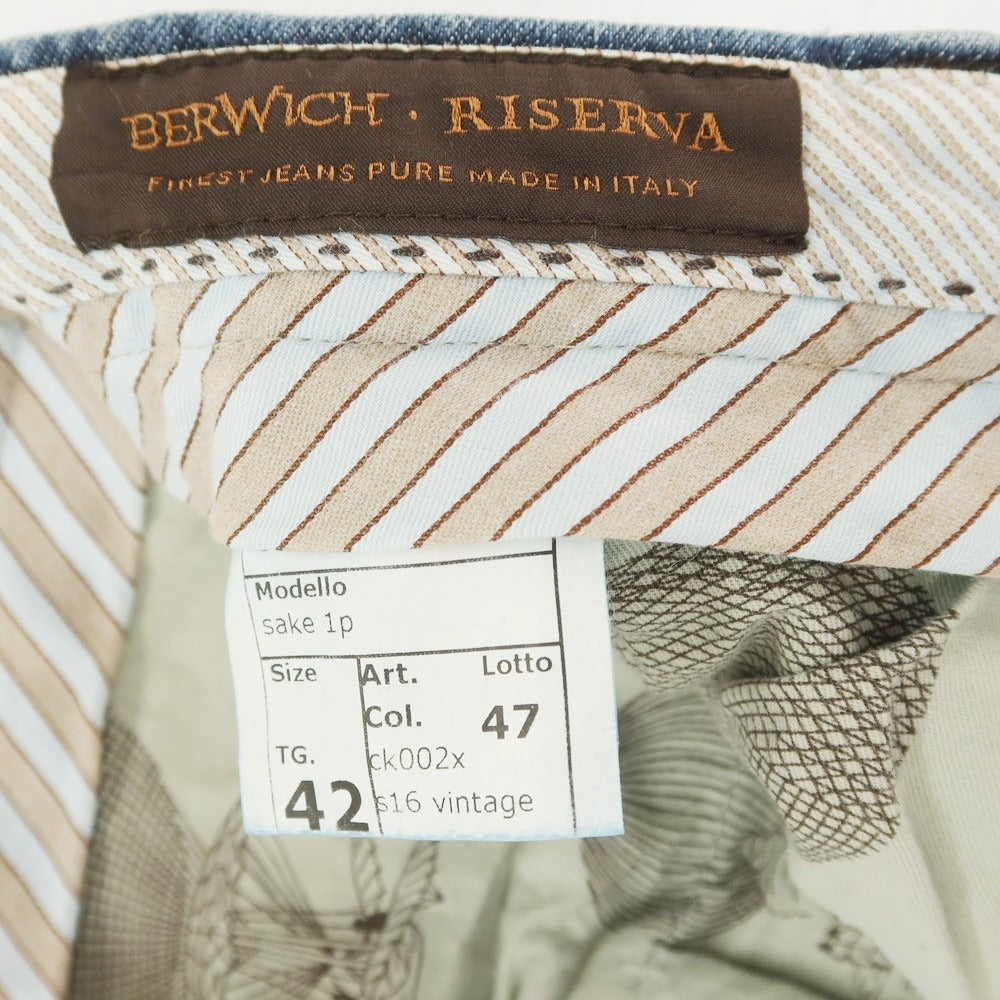 BERWICH · RISERVA
FINEST JEANS PURE MADE IN ITALY
Modello
sake 1p
Size
TG.
42
Art.
Col.
ck002x
s16 vintage
Lotto
47